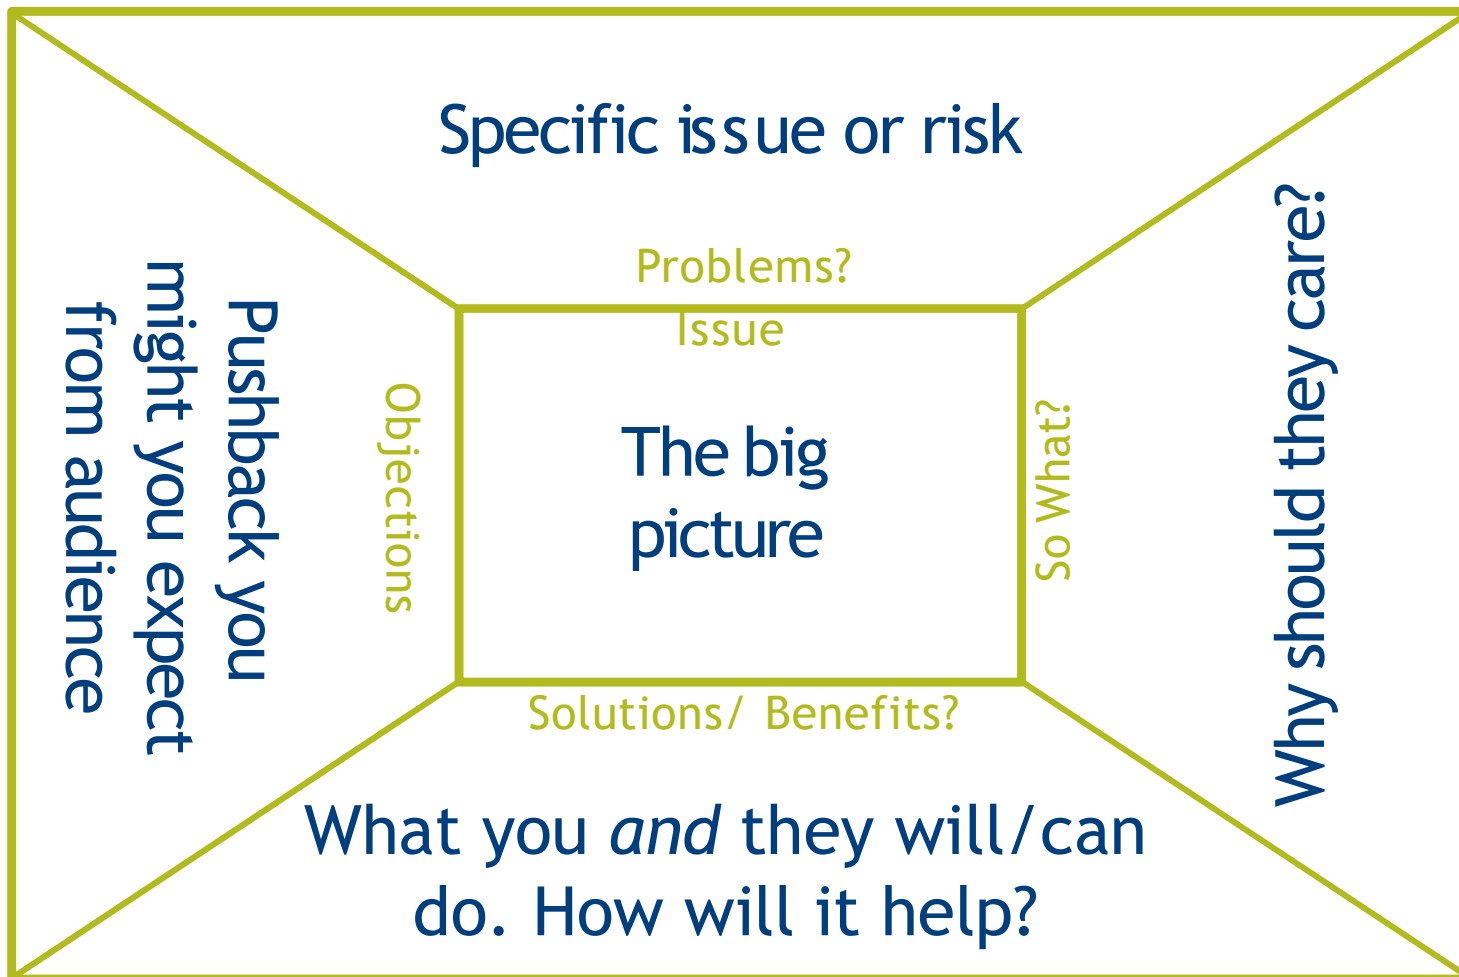 Specific issue or risk
Problems?
Issue
The big
picture
So What?
Why should they care?
Solutions/ Benefits?
What you and they will/can
do. How will it help?
Objections
Pushback you
might you expect
from audience